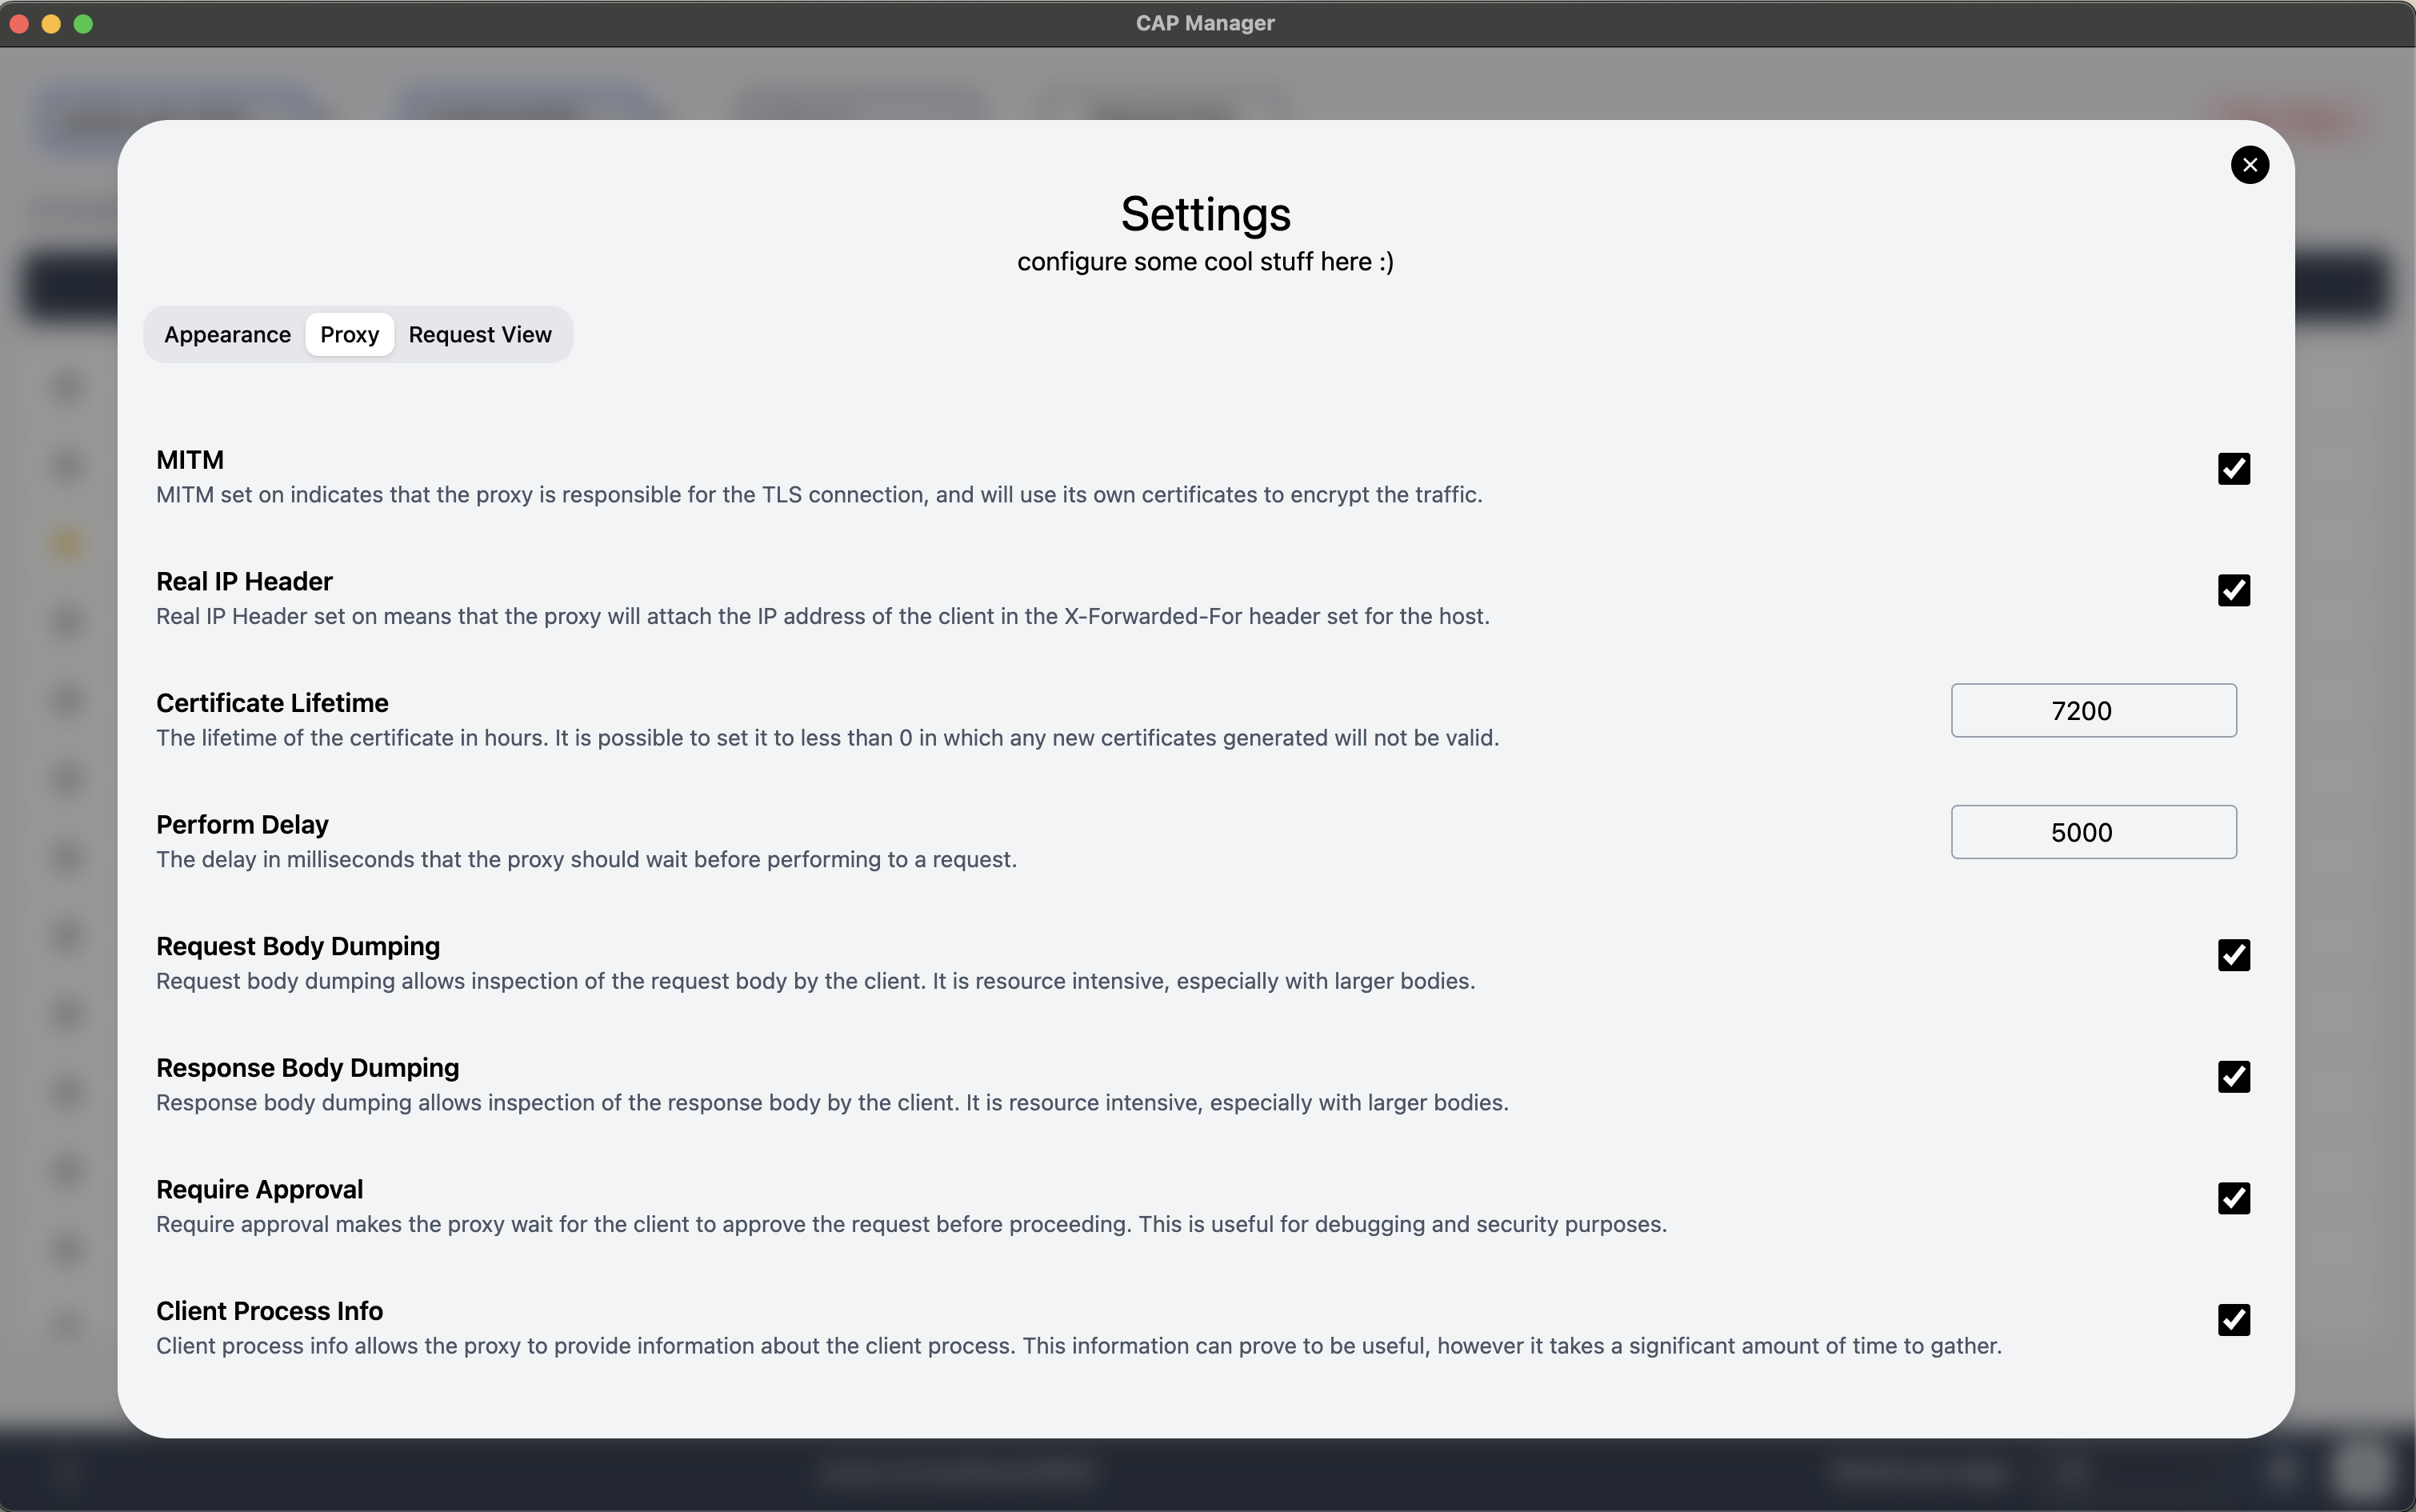 CAP Manager
Settings
configure some cool stuff here :)
Appearance Proxy Request View
MITM
MITM set on indicates that the proxy is responsible for the TLS connection, and will use its own certificates to encrypt the traffic.
Real IP Header
Real IP Header set on means that the proxy will attach the IP address of the client in the X-Forwarded-For header set for the host.
Certificate Lifetime
7200
The lifetime of the certificate in hours. It is possible to set it to less than 0 in which any new certificates generated will not be valid.
Perform Delay
5000
The delay in milliseconds that the proxy should wait before performing to a request.
Request Body Dumping
Request body dumping allows inspection of the request body by the client. It is resource intensive, especially with larger bodies.
Response Body Dumping
Response body dumping allows inspection of the response body by the client. It is resource intensive, especially with larger bodies.
Require Approval
Require approval makes the proxy wait for the client to approve the request before proceeding. This is useful for debugging and security purposes.
Client Process Info
Client process info allows the proxy to provide information about the client process. This information can prove to be useful, however it takes a significant amount of time to gather.